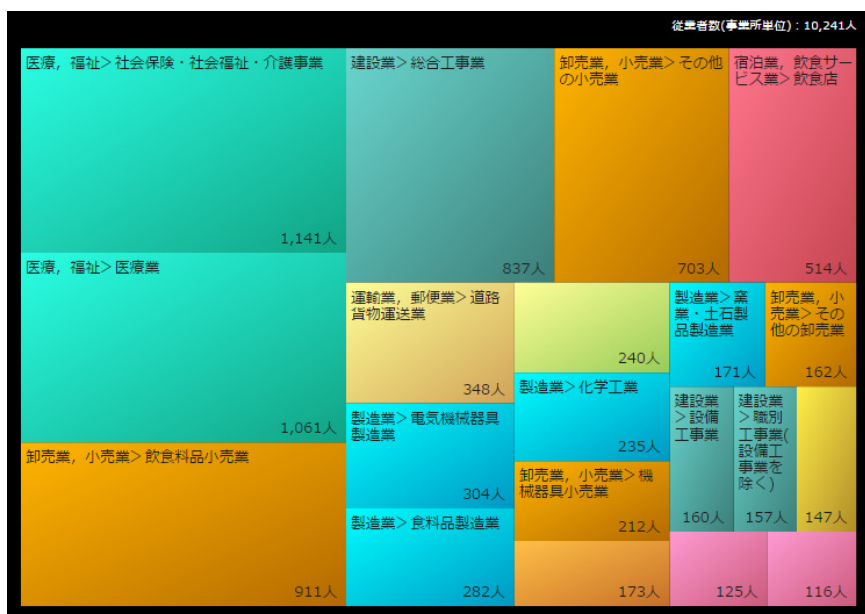 従業者数(事業所単位)：10,241人
医療，福祉＞社会保険・社会福祉・介護事業
1,141人
医療，福祉＞医療業
1,061人
卸売業，小売業＞飲食料品小売業
911人
建設業＞総合工事業
837人
卸売業，小売業＞その他
の小売業
703人
宿泊業，飲食サー
ビス業＞飲食店
514人
運輸業，郵便業＞道路
貨物運送業
348人
製造業＞電気機械器具
製造業
304人
製造業＞食料品製造業
282人
240人
製造業＞化学工業
235人
卸売業，小売業＞機
械器具小売業
212人
173人
製造業＞窯
業・土石製
品製造業
171人
卸売業，小
売業＞その
他の卸売業
162人
建設業
＞設備
工事業
160人
建設業
＞職別
工事業(
設備工
事業を
除く)
157人
147人
125人
116人